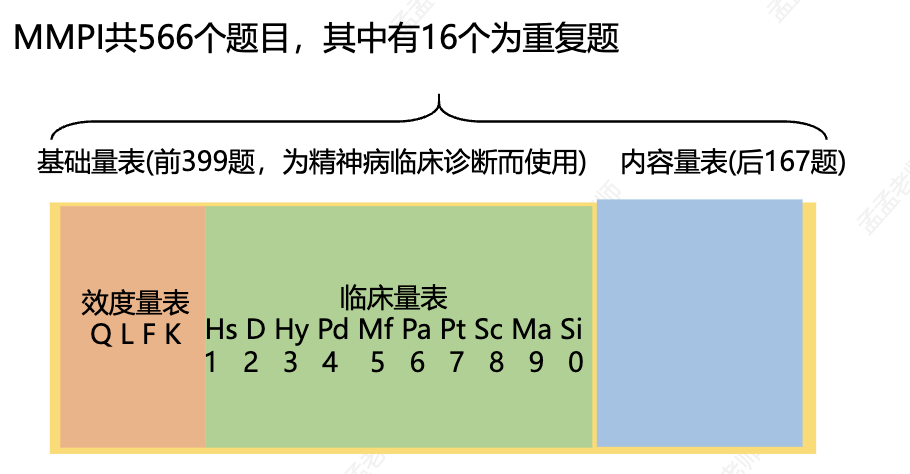 MMPI共566个题目，其中有16个为重复题
基础量表(前399题，为精神病临床诊断而使用)
内容量表(后167题)
效度量表
Q L F K
临床量表
Hs D Hy Pd Mf Pa Pt Sc Ma Si
1 2 3 4 5 6 7 8 9 0
孟孟老师